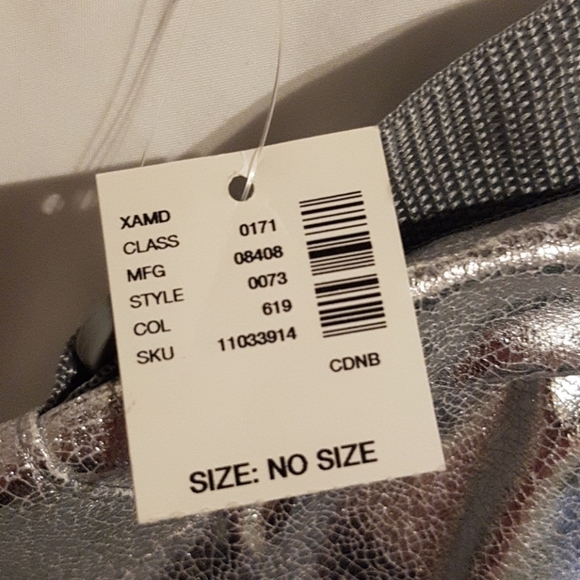 XAMD
CLASS 0171
MFG 08408
STYLE 0073
COL 619
SKU 11033914
CDNB
SIZE: NO SIZE